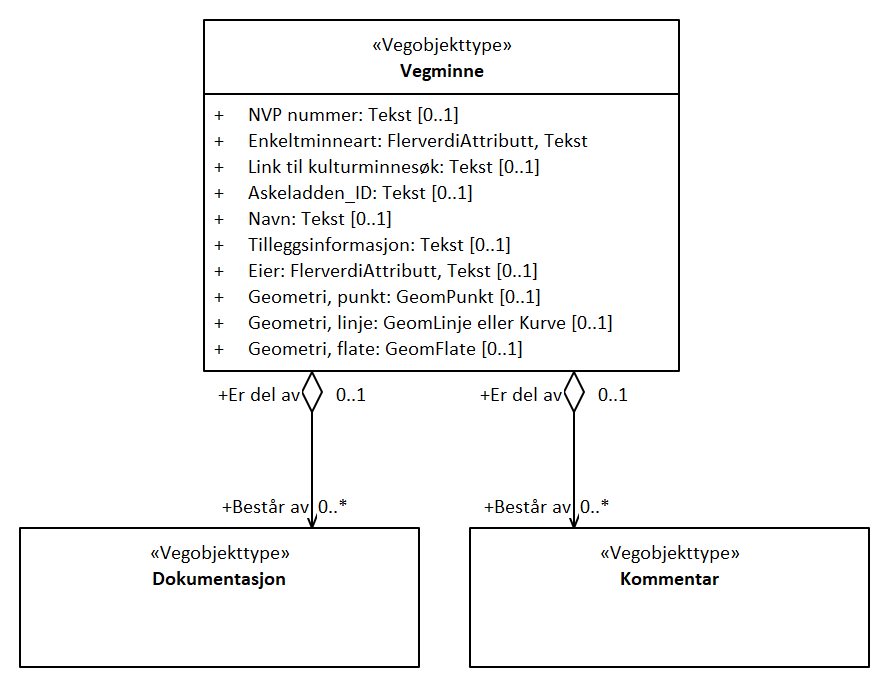 «Vegobjekttype»
Vegminne
+ NVP nummer: Tekst [0..1]
+ Enkeltminneart: FlerverdiAttributt, Tekst
+ Link til kulturminnesøk: Tekst [0..1]
+ Askeladden_ID: Tekst [0..1]
+ Navn: Tekst [0..1]
+ Tilleggsinformasjon: Tekst [0..1]
+ Eier: FlerverdiAttributt, Tekst [0..1]
+ Geometri, punkt: GeomPunkt [0..1]
+ Geometri, linje: GeomLinje eller Kurve [0..1]
+ Geometri, flate: GeomFlate [0..1]
+Er del av 0..1 +Er del av 0..1
+Består av 0..* +Består av 0..*
«Vegobjekttype» «Vegobjekttype»
Dokumentasjon Kommentar